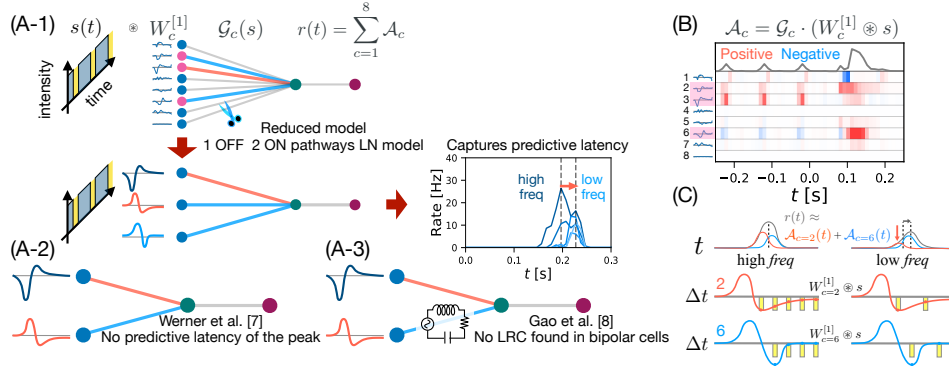 (A-1) s(t) ⊛ W_c^{[1]} 𝒢_c(s) r(t) = ∑_{c=1}^{8} 𝒜_c
intensity
time
Reduced model
1 OFF 2 ON pathways LN model
Captures predictive latency
Rate [Hz]
40
30
20
10
0
high
freq
low
freq
0.0 0.1 0.2 0.3
t [s]
(A-2)
Werner et al. [7]
No predictive latency of the peak
(A-3)
Gao et al. [8]
No LRC found in bipolar cells
(B) 𝒜_c = 𝒢_c · (W_c^{[1]} ⊛ s)
Positive Negative
1
2
3
4
5
6
7
8
−0.2 −0.1 0.0 0.1 0.2
t [s]
(C)
r(t) ≈
𝒜_{c=2}(t) + 𝒜_{c=6}(t)
t
high freq low freq
2 W_{c=2}^{[1]} ⊛ s
Δt
6 W_{c=6}^{[1]} ⊛ s
Δt